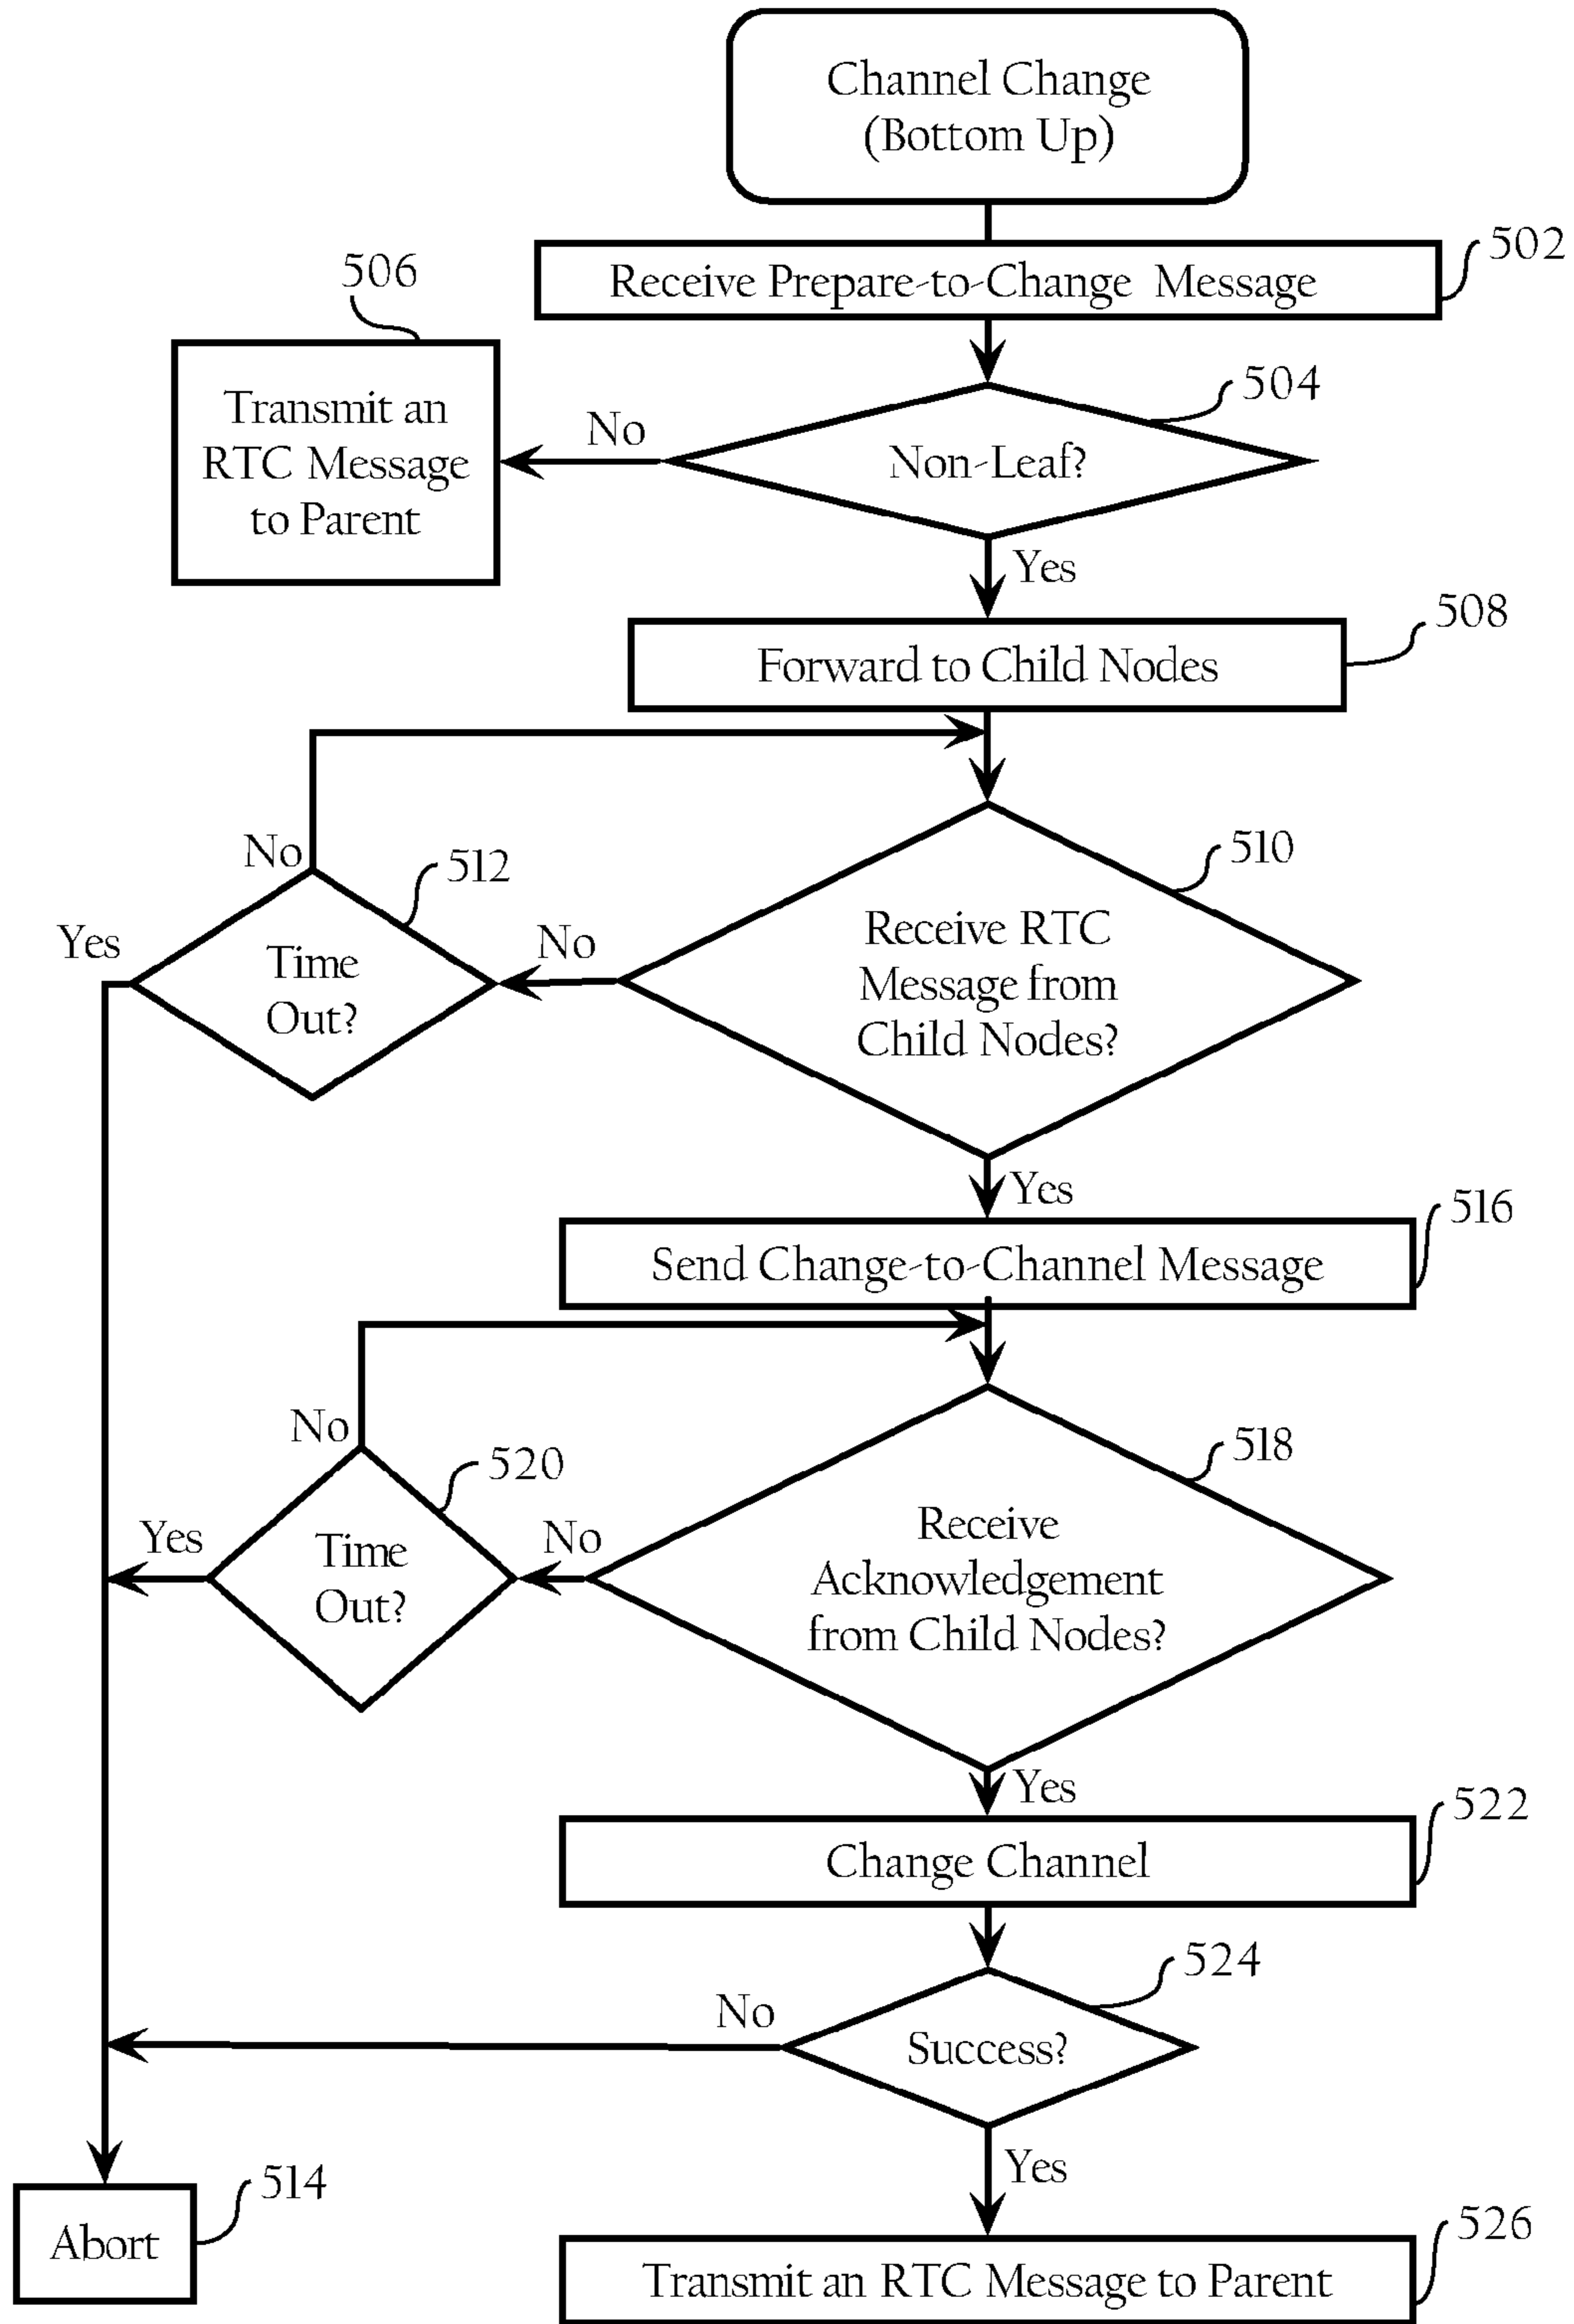 Channel Change
(Bottom Up)
502
Receive Prepare-to-Change Message
506
504
Transmit an
RTC Message
to Parent
No
Non-Leaf?
Yes
508
Forward to Child Nodes
No
512
510
Yes
Time
Out?
No
Receive RTC
Message from
Child Nodes?
Yes
516
Send Change-to-Channel Message
No
520
518
Yes
Time
Out?
No
Receive
Acknowledgement
from Child Nodes?
Yes
522
Change Channel
524
No
Success?
Yes
514
Abort
526
Transmit an RTC Message to Parent